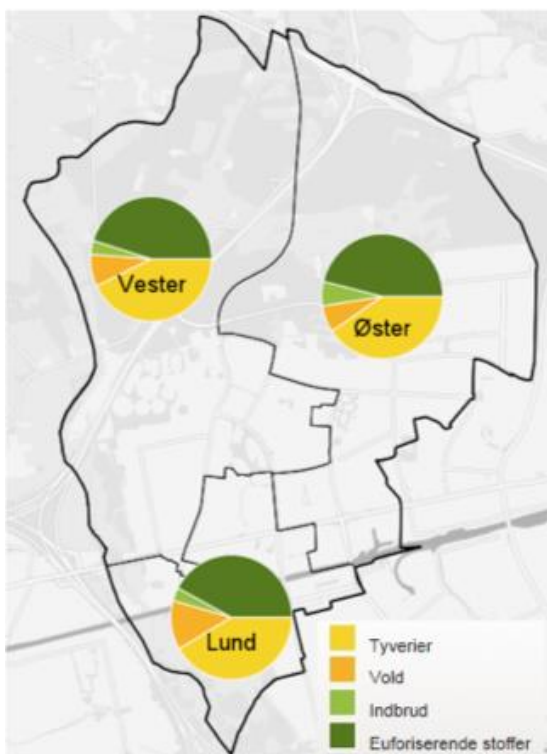 Vester
Øster
Lund
Tyverier
Vold
Indbrud
Euforiserende stoffer